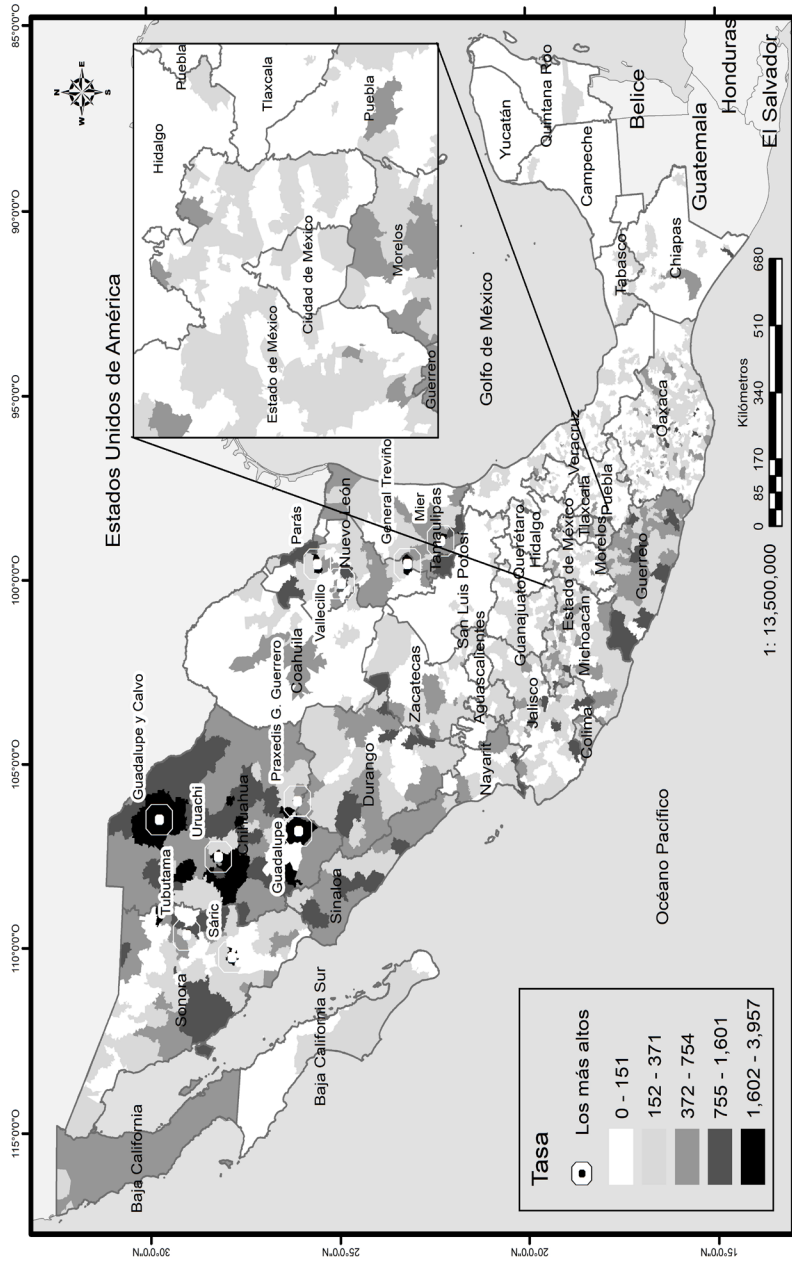 115°0'0"O
110°0'0"O
105°0'0"O
100°0'0"O
95°0'0"O
90°0'0"O
85°0'0"O
30°0'0"N
25°0'0"N
20°0'0"N
15°0'0"N
Estados Unidos de América
N
W
E
S
Hidalgo
Puebla
Tlaxcala
Puebla
Ciudad de México
Estado de México
Morelos
Guerrero
Golfo de México
Baja California
Baja California Sur
Sonora
Tubutama
Sáric
Guadalupe y Calvo
Uruachi
Chihuahua
Guadalupe
Praxedis G. Guerrero
Sinaloa
Durango
Coahuila
Vallecillo
Parás
Nuevo León
General Treviño
Mier
Tamaulipas
Zacatecas
San Luis Potosí
Nayarit
Aguascalientes
Jalisco
Guanajuato
Querétaro
Hidalgo
Colima
Michoacán
Estado de México
Tlaxcala
Morelos
Puebla
Veracruz
Guerrero
Oaxaca
Tabasco
Chiapas
Campeche
Yucatán
Quintana Roo
Belice
Guatemala
Honduras
El Salvador
Océano Pacífico
Tasa
Los más altos
0 - 151
152 - 371
372 - 754
755 - 1,601
1,602 - 3,957
1: 13,500,000
Kilómetros
0 85 170 340 510 680